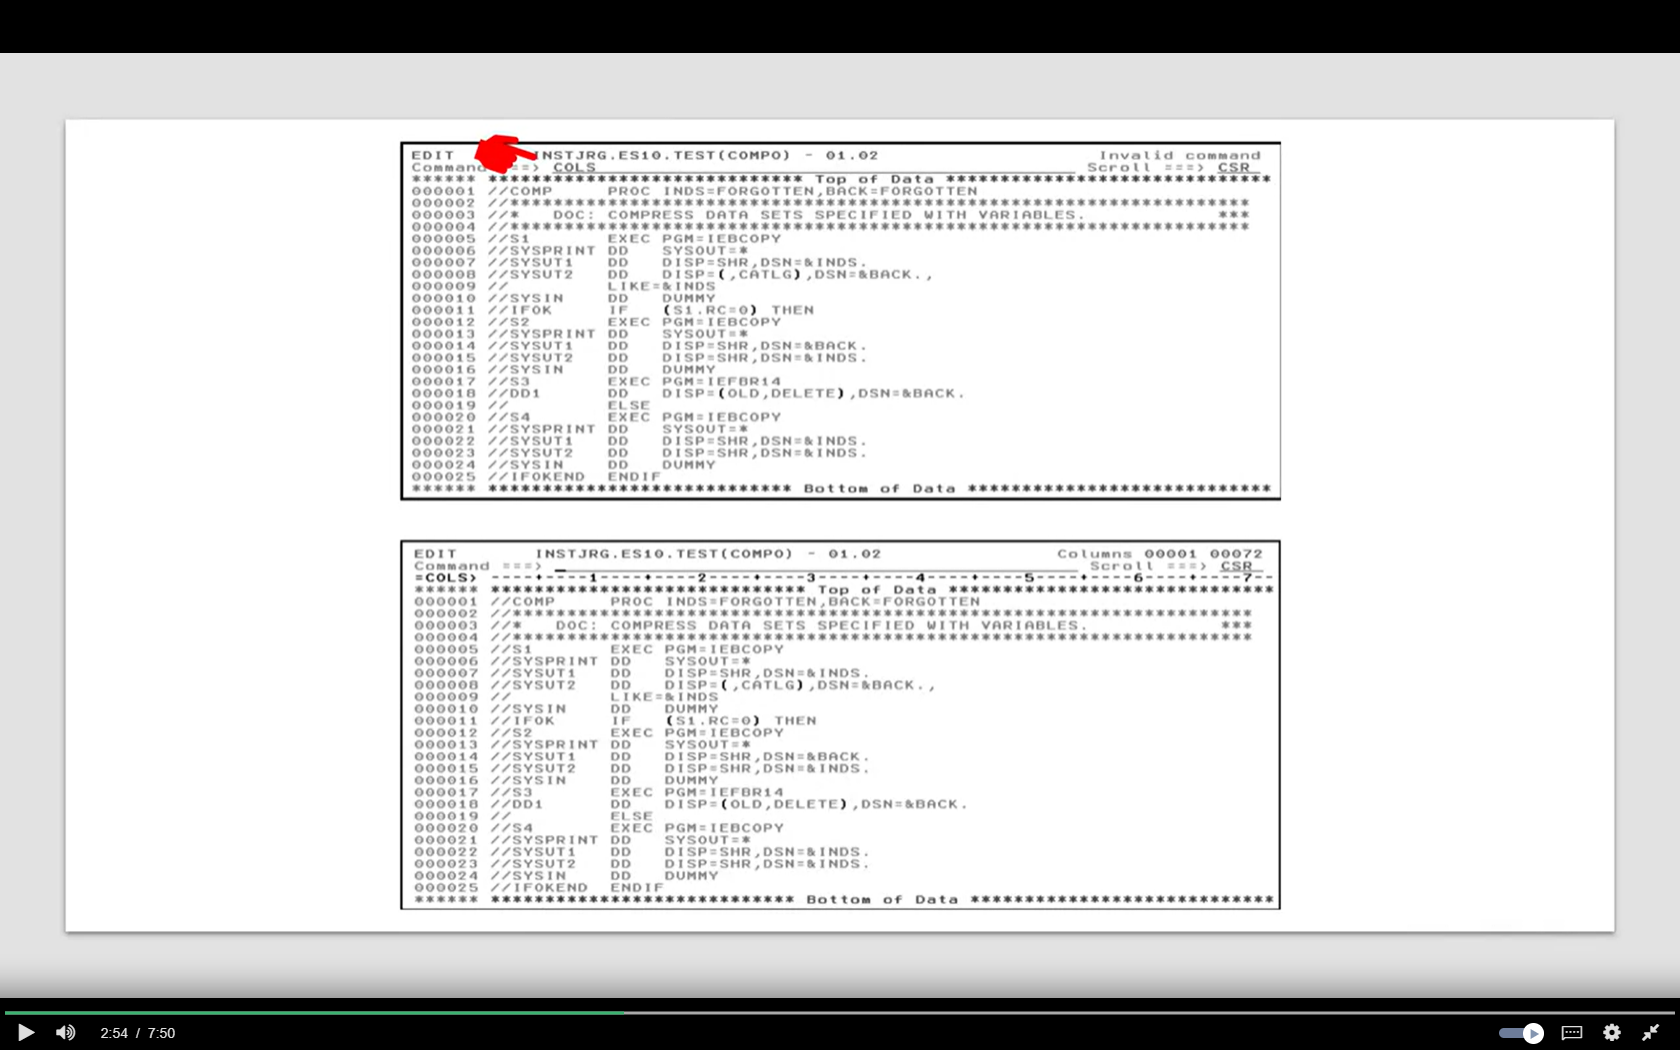 EDIT INSTJRG.ES10.TEST(COMPO) - 01.02 Invalid command
Command ===> COLS Scroll ===> CSR
****** **************************** Top of Data ******************************
000001 //COMP PROC INDS=FORGOTTEN,BACK=FORGOTTEN
000002 //********************************************************************
000003 //* DOC: COMPRESS DATA SETS SPECIFIED WITH VARIABLES. ***
000004 //********************************************************************
000005 //S1 EXEC PGM=IEBCOPY
000006 //SYSPRINT DD SYSOUT=*
000007 //SYSUT1 DD DISP=SHR,DSN=&INDS.
000008 //SYSUT2 DD DISP=(,CATLG),DSN=&BACK.,
000009 // LIKE=&INDS
000010 //SYSIN DD DUMMY
000011 //IFOK IF (S1.RC=0) THEN
000012 //S2 EXEC PGM=IEBCOPY
000013 //SYSPRINT DD SYSOUT=*
000014 //SYSUT1 DD DISP=SHR,DSN=&BACK.
000015 //SYSUT2 DD DISP=SHR,DSN=&INDS.
000016 //SYSIN DD DUMMY
000017 //S3 EXEC PGM=IEFBR14
000018 //DD1 DD DISP=(OLD,DELETE),DSN=&BACK.
000019 // ELSE
000020 //S4 EXEC PGM=IEBCOPY
000021 //SYSPRINT DD SYSOUT=*
000022 //SYSUT1 DD DISP=SHR,DSN=&INDS.
000023 //SYSUT2 DD DISP=SHR,DSN=&INDS.
000024 //SYSIN DD DUMMY
000025 //IFOKEND ENDIF
****** **************************** Bottom of Data ****************************
EDIT INSTJRG.ES10.TEST(COMPO) - 01.02 Columns 00001 00072
Command ===> Scroll ===> CSR
=COLS> ----+----1----+----2----+----3----+----4----+----5----+----6----+----7--
****** **************************** Top of Data ******************************
000001 //COMP PROC INDS=FORGOTTEN,BACK=FORGOTTEN
000002 //********************************************************************
000003 //* DOC: COMPRESS DATA SETS SPECIFIED WITH VARIABLES. ***
000004 //********************************************************************
000005 //S1 EXEC PGM=IEBCOPY
000006 //SYSPRINT DD SYSOUT=*
000007 //SYSUT1 DD DISP=SHR,DSN=&INDS.
000008 //SYSUT2 DD DISP=(,CATLG),DSN=&BACK.,
000009 // LIKE=&INDS
000010 //SYSIN DD DUMMY
000011 //IFOK IF (S1.RC=0) THEN
000012 //S2 EXEC PGM=IEBCOPY
000013 //SYSPRINT DD SYSOUT=*
000014 //SYSUT1 DD DISP=SHR,DSN=&BACK.
000015 //SYSUT2 DD DISP=SHR,DSN=&INDS.
000016 //SYSIN DD DUMMY
000017 //S3 EXEC PGM=IEFBR14
000018 //DD1 DD DISP=(OLD,DELETE),DSN=&BACK.
000019 // ELSE
000020 //S4 EXEC PGM=IEBCOPY
000021 //SYSPRINT DD SYSOUT=*
000022 //SYSUT1 DD DISP=SHR,DSN=&INDS.
000023 //SYSUT2 DD DISP=SHR,DSN=&INDS.
000024 //SYSIN DD DUMMY
000025 //IFOKEND ENDIF
****** **************************** Bottom of Data ****************************
2:54 / 7:50